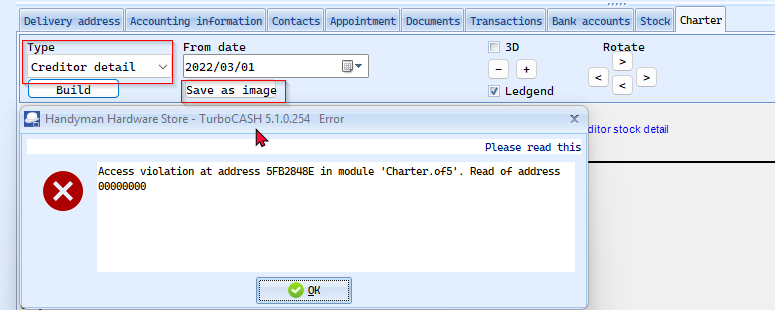 Delivery address Accounting information Contacts Appointment Documents Transactions Bank accounts Stock Charter
Type From date 3D Rotate
Creditor detail 2022/03/01 - + < > < >
Build Save as image Ledgend
Handyman Hardware Store - TurboCASH 5.1.0.254 Error
ditor stock detail
Please read this
Access violation at address 5FB2848E in module 'Charter.of5'. Read of address
00000000
OK